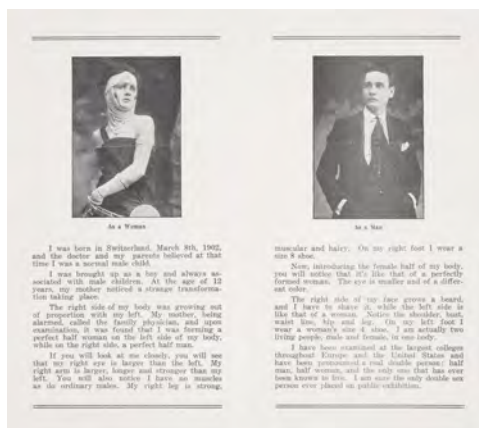 As a Woman
I was born in Switzerland, March 8th, 1902,
and the doctor and my parents believed at that
time I was a normal male child.
I was brought up as a boy and always as-
sociated with male children. At the age of 12
years, my mother noticed a strange transforma-
tion taking place.
The right side of my body was growing out
of proportion with my left. My mother, being
alarmed, called the family physician, and upon
examination, it was found that I was forming a
perfect half woman on the left side of my body,
while on the right side, a perfect half man.
If you will look at me closely, you will see
that my right eye is larger than the left. My
right arm is larger, longer and stronger than my
left. You will also notice I have no muscles
as do ordinary males. My right leg is strong,
As a Man
muscular and hairy. On my right foot I wear a
size 8 shoe.
Now, introducing the female half of my body,
you will notice that it's like that of a perfectly
formed woman. The eye is smaller and of a differ-
ent color.
The right side of my face grows a beard,
and I have to shave it, while the left side is
like that of a woman. Notice the shoulder, bust,
waist line, hip and leg. On my left foot I
wear a woman's size 4 shoe. I am actually two
living people, male and female, in one body.
I have been examined at the largest colleges
throughout Europe and the United States and
have been pronounced a real double person; half
man, half woman, and the only one that has ever
been known to live. I am sure the only double sex
person ever placed on public exhibition.